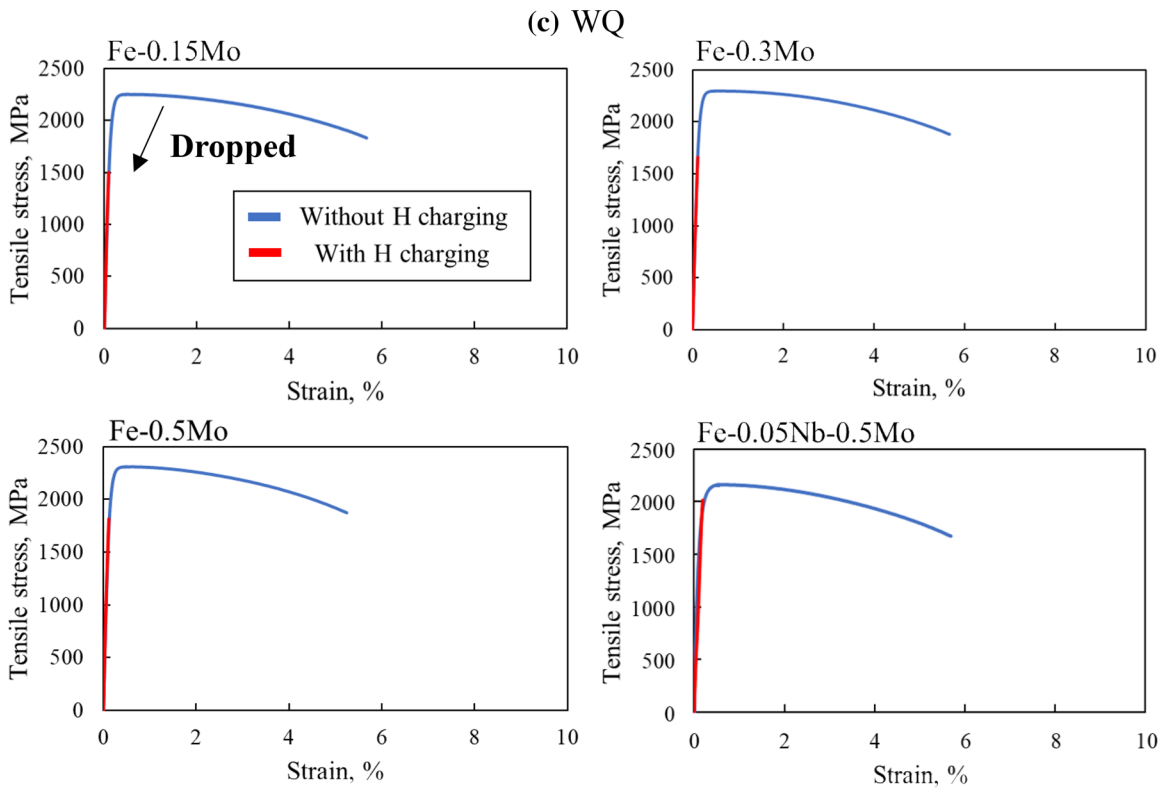 (c) WQ
Fe-0.15Mo
2500
2000
1500
1000
500
0
Tensile stress, MPa
Dropped
Without H charging
With H charging
0 2 4 6 8 10
Strain, %
Fe-0.3Mo
2500
2000
1500
1000
500
0
Tensile stress, MPa
0 2 4 6 8 10
Strain, %
Fe-0.5Mo
2500
2000
1500
1000
500
0
Tensile stress, MPa
0 2 4 6 8 10
Strain, %
Fe-0.05Nb-0.5Mo
2500
2000
1500
1000
500
0
Tensile stress, MPa
0 2 4 6 8 10
Strain, %